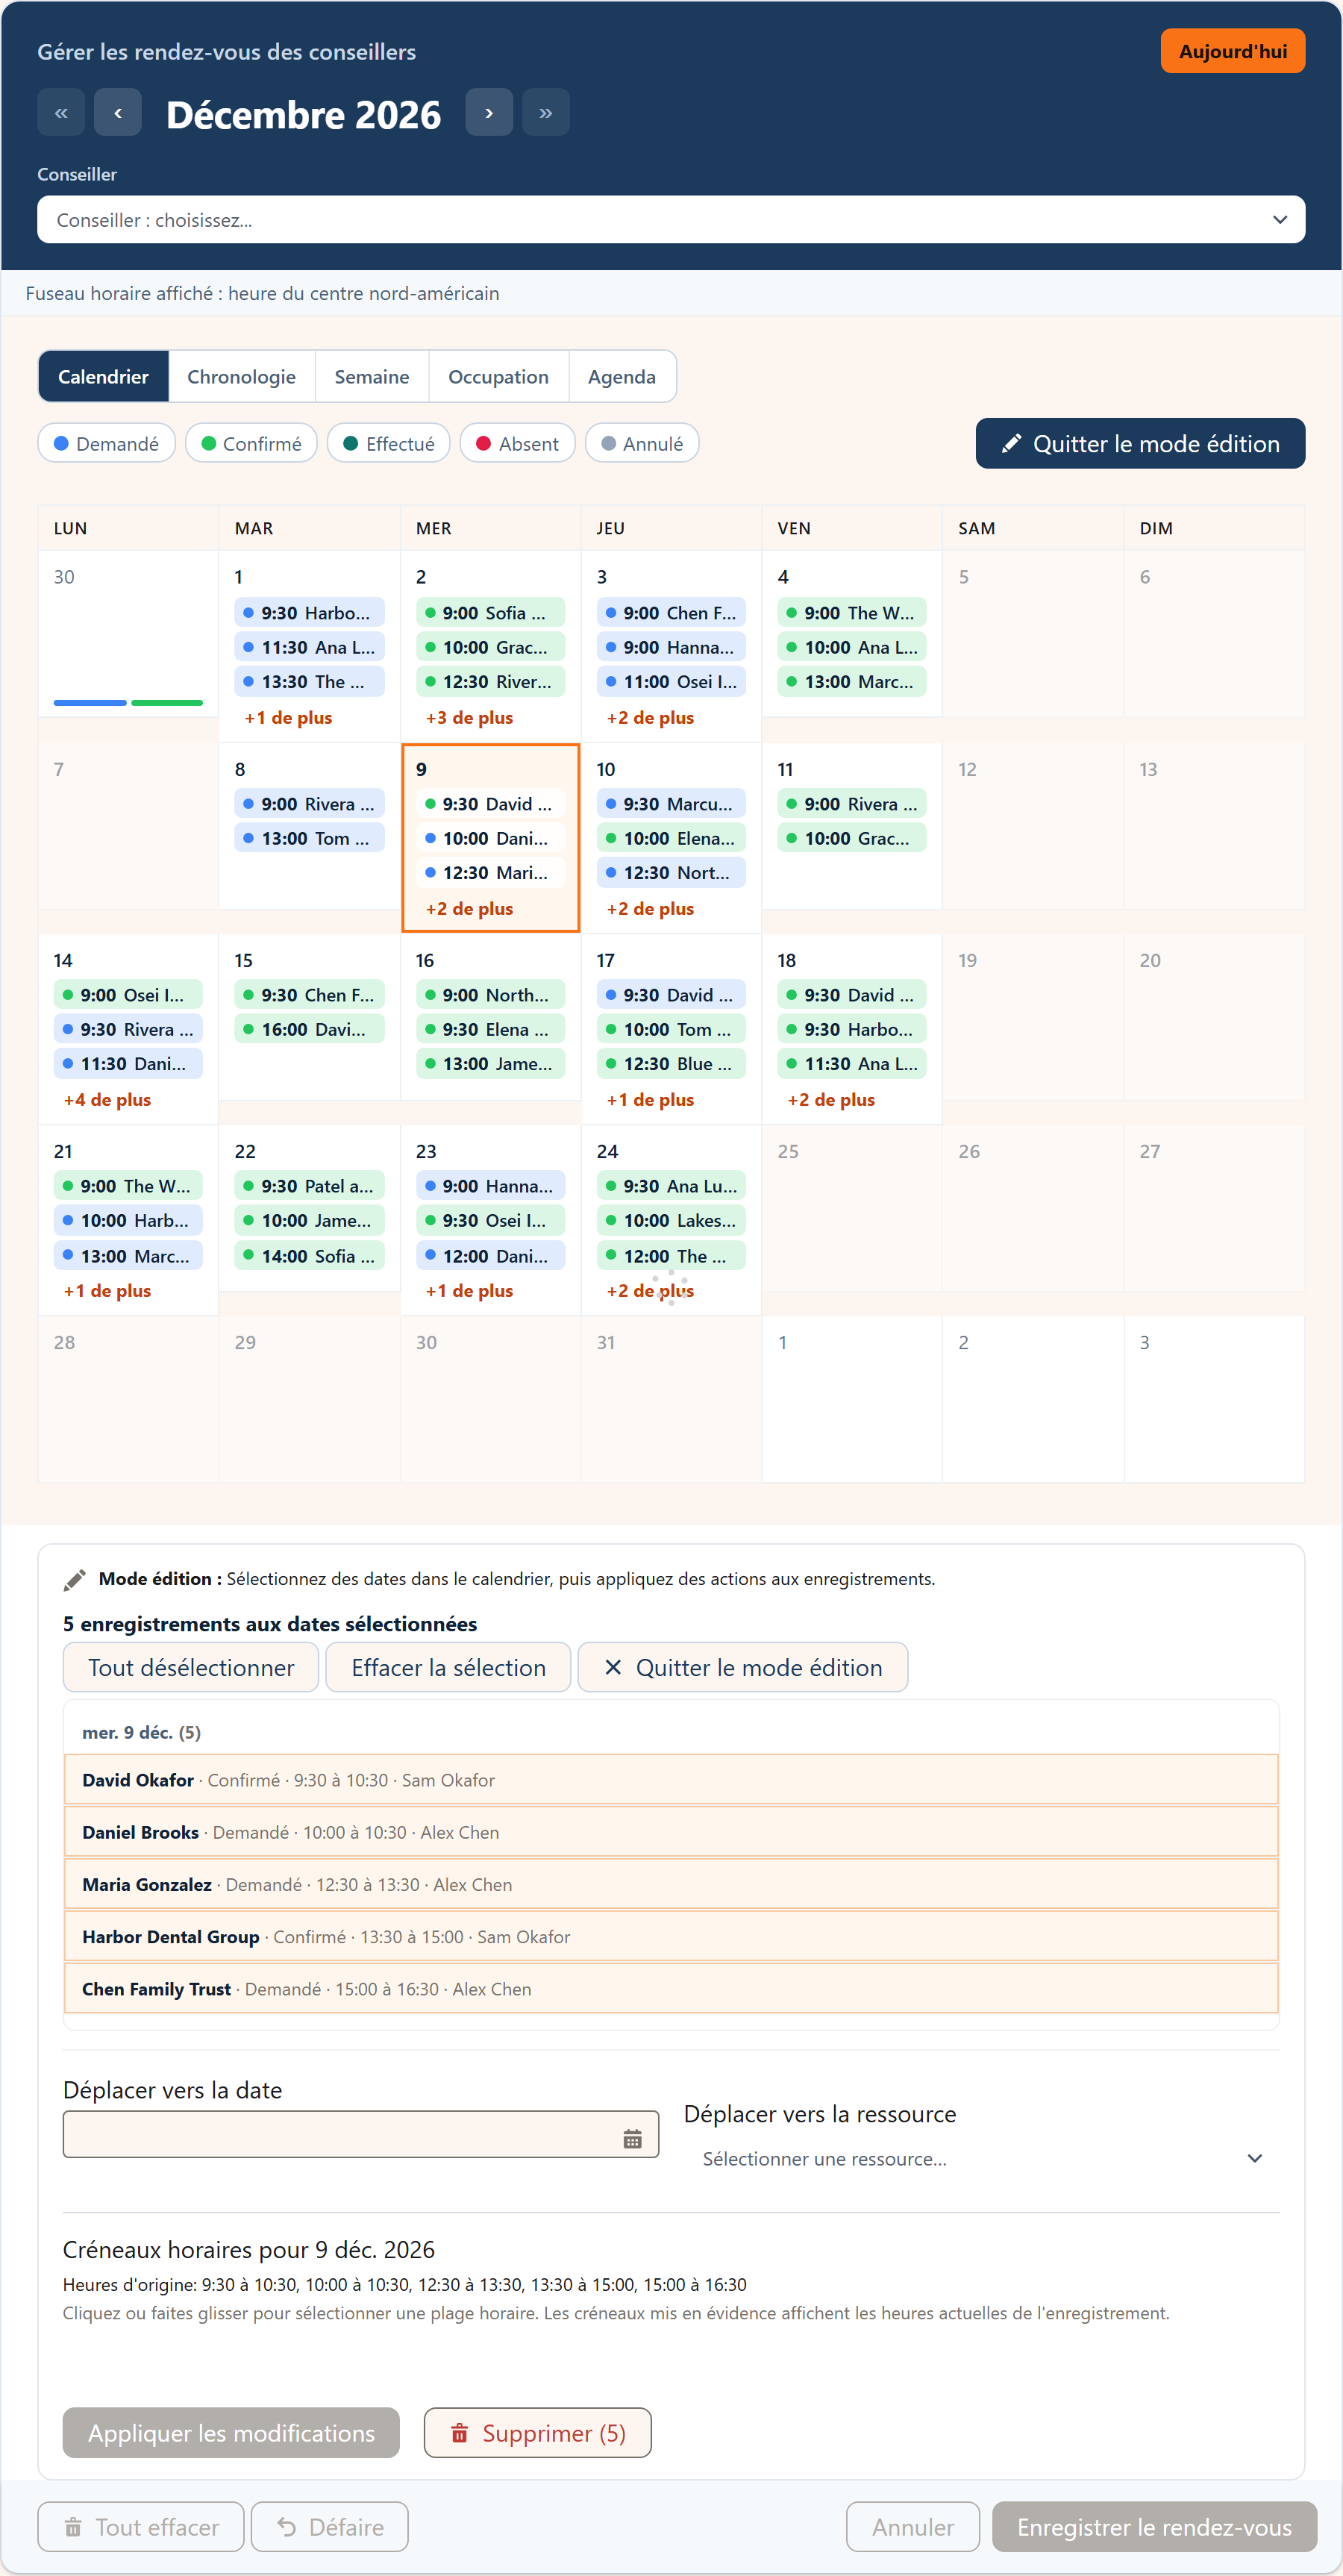 Gérer les rendez-vous des conseillers
Aujourd'hui
« ‹ Décembre 2026 › »
Conseiller
Conseiller : choisissez...
Fuseau horaire affiché : heure du centre nord-américain
Calendrier Chronologie Semaine Occupation Agenda
Demandé Confirmé Effectué Absent Annulé
Quitter le mode édition
LUN MAR MER JEU VEN SAM DIM
30 1 2 3 4 5 6
9:30 Harbo... 9:00 Sofia ... 9:00 Chen F... 9:00 The W...
11:30 Ana L... 10:00 Grac... 9:00 Hanna... 10:00 Ana L...
13:30 The ... 12:30 River... 11:00 Osei I... 13:00 Marc...
+1 de plus +3 de plus +2 de plus
7 8 9 10 11 12 13
9:00 Rivera ... 9:30 David ... 9:30 Marcu... 9:00 Rivera ...
13:00 Tom ... 10:00 Dani... 10:00 Elena... 10:00 Grac...
12:30 Mari... 12:30 Nort...
+2 de plus +2 de plus
14 15 16 17 18 19 20
9:00 Osei I... 9:30 Chen F... 9:00 North... 9:30 David ... 9:30 David ...
9:30 Rivera ... 16:00 Davi... 9:30 Elena ... 10:00 Tom ... 9:30 Harbo...
11:30 Dani... 13:00 Jame... 12:30 Blue ... 11:30 Ana L...
+4 de plus +1 de plus +2 de plus
21 22 23 24 25 26 27
9:00 The W... 9:30 Patel a... 9:00 Hanna... 9:30 Ana Lu...
10:00 Harb... 10:00 Jame... 9:30 Osei I... 10:00 Lakes...
13:00 Marc... 14:00 Sofia ... 12:00 Dani... 12:00 The ...
+1 de plus +1 de plus +2 de plus
28 29 30 31 1 2 3
Mode édition : Sélectionnez des dates dans le calendrier, puis appliquez des actions aux enregistrements.
5 enregistrements aux dates sélectionnées
Tout désélectionner Effacer la sélection Quitter le mode édition
mer. 9 déc. (5)
David Okafor · Confirmé · 9:30 à 10:30 · Sam Okafor
Daniel Brooks · Demandé · 10:00 à 10:30 · Alex Chen
Maria Gonzalez · Demandé · 12:30 à 13:30 · Alex Chen
Harbor Dental Group · Confirmé · 13:30 à 15:00 · Sam Okafor
Chen Family Trust · Demandé · 15:00 à 16:30 · Alex Chen
Déplacer vers la date
Déplacer vers la ressource
Sélectionner une ressource...
Créneaux horaires pour 9 déc. 2026
Heures d'origine: 9:30 à 10:30, 10:00 à 10:30, 12:30 à 13:30, 13:30 à 15:00, 15:00 à 16:30
Cliquez ou faites glisser pour sélectionner une plage horaire. Les créneaux mis en évidence affichent les heures actuelles de l'enregistrement.
Appliquer les modifications Supprimer (5)
Tout effacer Défaire Annuler Enregistrer le rendez-vous